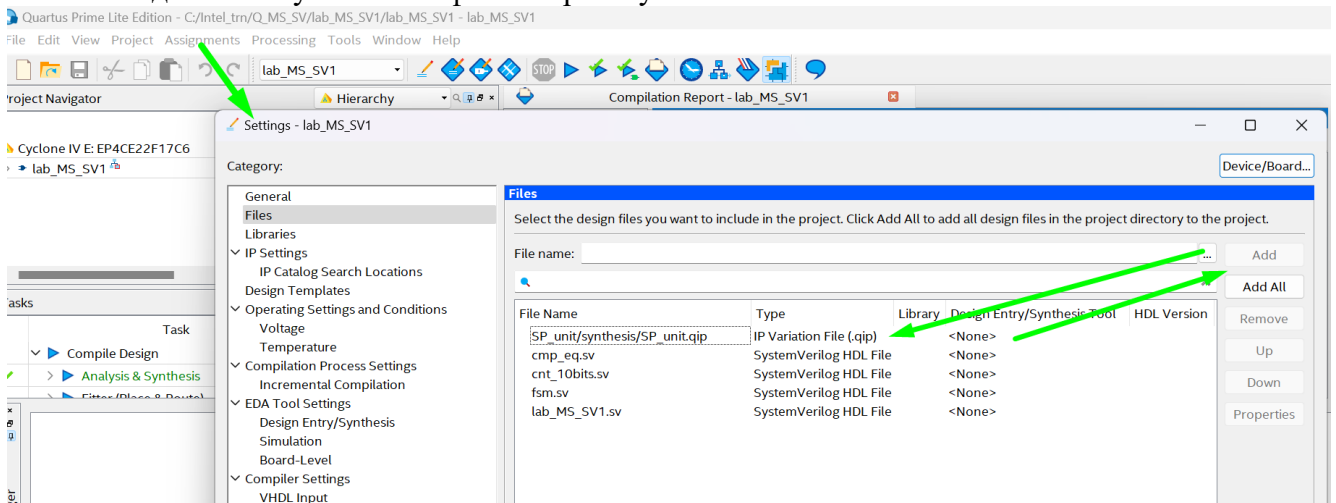 Quartus Prime Lite Edition - C:/Intel_trn/Q_MS_SV/lab_MS_SV1/lab_MS_SV1 - lab_MS_SV1
File Edit View Project Assignments Processing Tools Window Help
lab_MS_SV1
STOP
Project Navigator
Hierarchy
Compilation Report - lab_MS_SV1
Settings - lab_MS_SV1
Cyclone IV E: EP4CE22F17C6
lab_MS_SV1
Category:
Device/Board...
General
Files
Libraries
IP Settings
IP Catalog Search Locations
Design Templates
Operating Settings and Conditions
Voltage
Temperature
Compilation Process Settings
Incremental Compilation
EDA Tool Settings
Design Entry/Synthesis
Simulation
Board-Level
Compiler Settings
VHDL Input
Files
Select the design files you want to include in the project. Click Add All to add all design files in the project directory to the project.
File name:
...
Add
Add All
Remove
Up
Down
Properties
File Name Type Library Design Entry/Synthesis Tool HDL Version
SP_unit/synthesis/SP_unit.qip IP Variation File (.qip) <None>
cmp_eq.sv SystemVerilog HDL File <None>
cnt_10bits.sv SystemVerilog HDL File <None>
fsm.sv SystemVerilog HDL File <None>
lab_MS_SV1.sv SystemVerilog HDL File <None>
Tasks
Task
Compile Design
Analysis & Synthesis
Fitter (Place & Route)